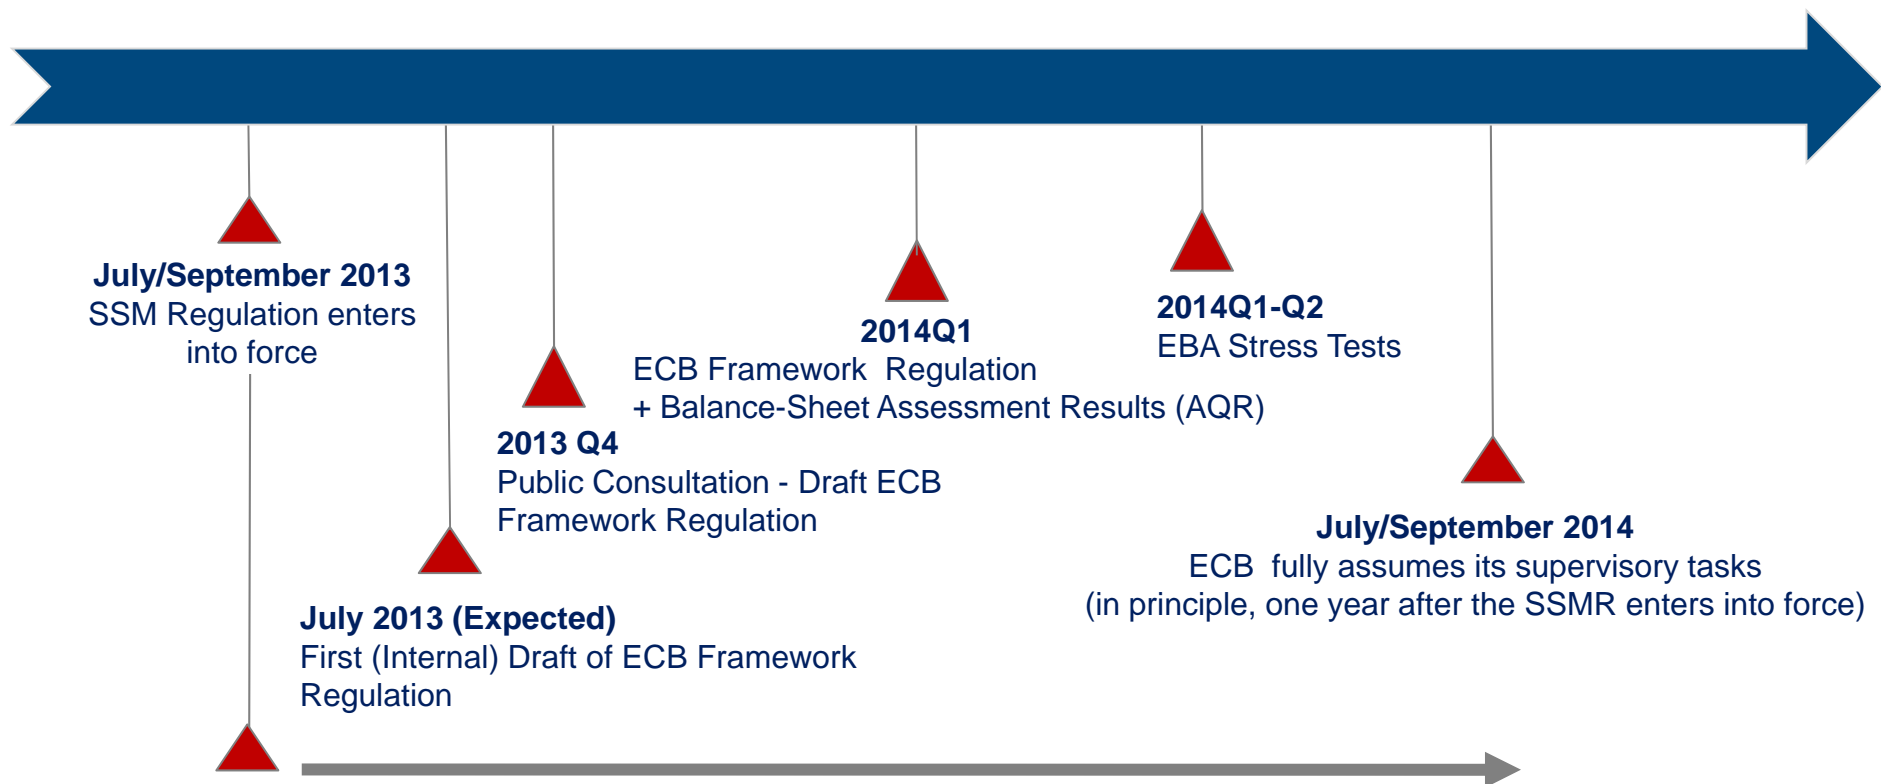 July/September 2013
SSM Regulation enters
into force
July 2013 (Expected)
First (Internal) Draft of ECB Framework
Regulation
2013 Q4
Public Consultation - Draft ECB
Framework Regulation
2014Q1
ECB Framework Regulation
+ Balance-Sheet Assessment Results (AQR)
2014Q1-Q2
EBA Stress Tests
July/September 2014
ECB fully assumes its supervisory tasks
(in principle, one year after the SSMR enters into force)